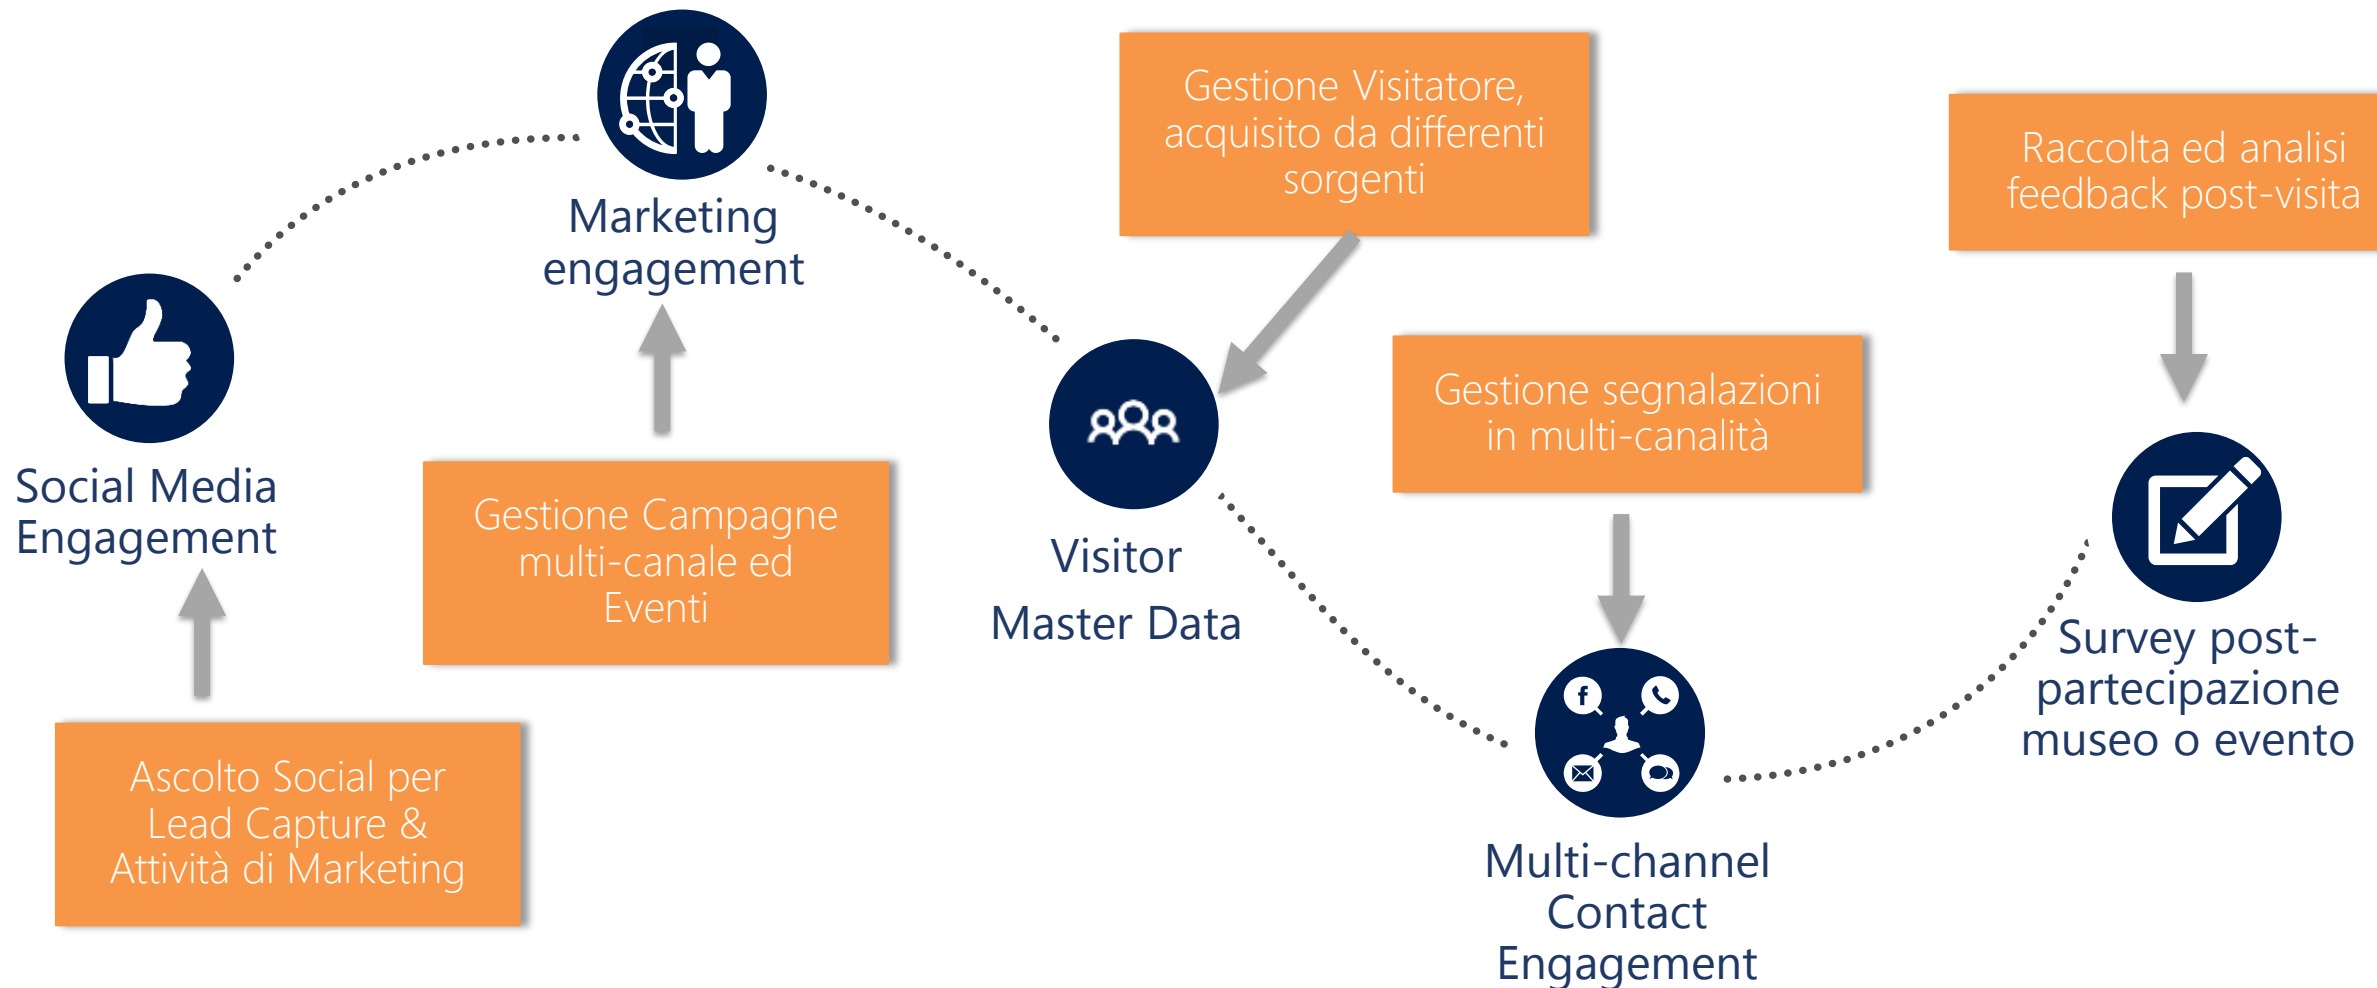 Marketing
engagement
Gestione Visitatore,
acquisito da differenti
sorgenti
Raccolta ed analisi
feedback post-visita
Social Media
Engagement
Gestione Campagne
multi-canale ed
Eventi
Visitor
Master Data
Gestione segnalazioni
in multi-canalità
Survey post-
partecipazione
museo o evento
Ascolto Social per
Lead Capture &
Attività di Marketing
f
Multi-channel
Contact
Engagement